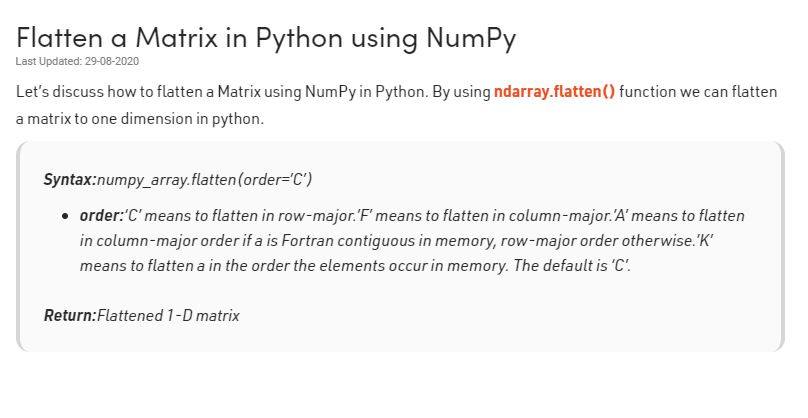 Flatten a Matrix in Python using NumPy
Last Updated: 29-08-2020
Let's discuss how to flatten a Matrix using NumPy in Python. By using ndarray.flatten() function we can flatten
a matrix to one dimension in python.
Syntax:numpy_array.flatten(order='C')
• order:'C' means to flatten in row-major.'F' means to flatten in column-major.'A' means to flatten
in column-major order if a is Fortran contiguous in memory, row-major order otherwise.'K'
means to flatten a in the order the elements occur in memory. The default is 'C'.
Return:Flattened 1-D matrix